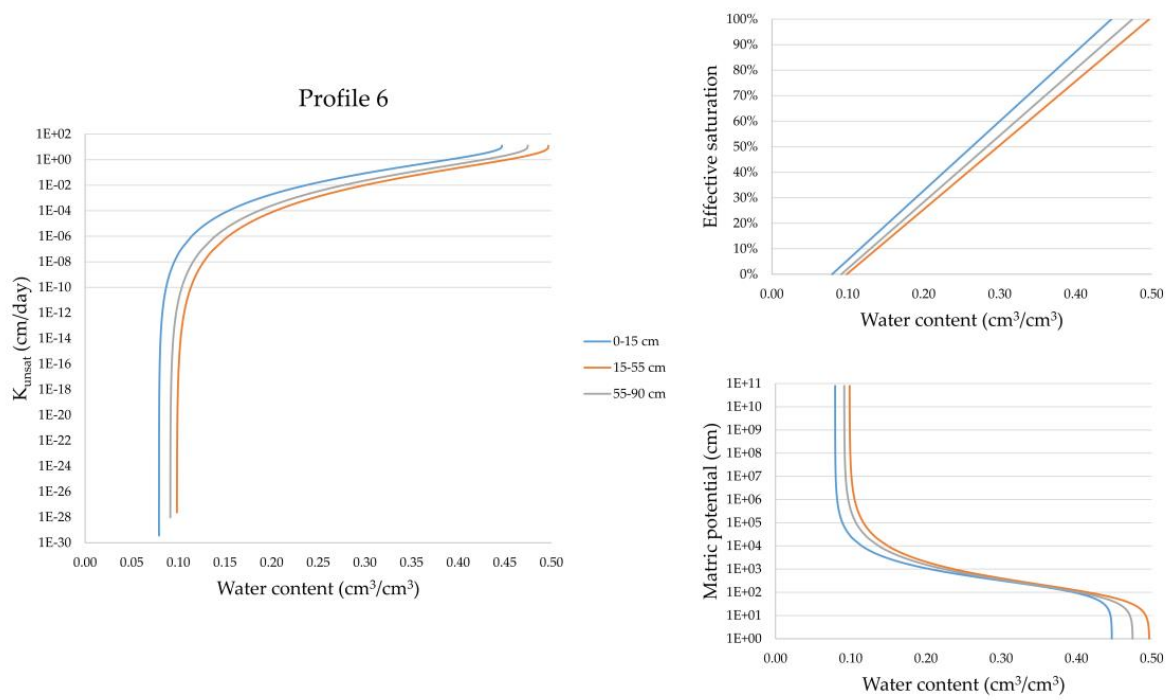 Profile 6
K_unsat (cm/day)
1E+02
1E+00
1E-02
1E-04
1E-06
1E-08
1E-10
1E-12
1E-14
1E-16
1E-18
1E-20
1E-22
1E-24
1E-26
1E-28
1E-30
0.00 0.05 0.10 0.15 0.20 0.25 0.30 0.35 0.40 0.45 0.50
Water content (cm³/cm³)
0-15 cm
15-55 cm
55-90 cm
Effective saturation
100%
90%
80%
70%
60%
50%
40%
30%
20%
10%
0%
0.00 0.10 0.20 0.30 0.40 0.50
Water content (cm³/cm³)
Matric potential (cm)
1E+11
1E+10
1E+09
1E+08
1E+07
1E+06
1E+05
1E+04
1E+03
1E+02
1E+01
1E+00
0.00 0.10 0.20 0.30 0.40 0.50
Water content (cm³/cm³)